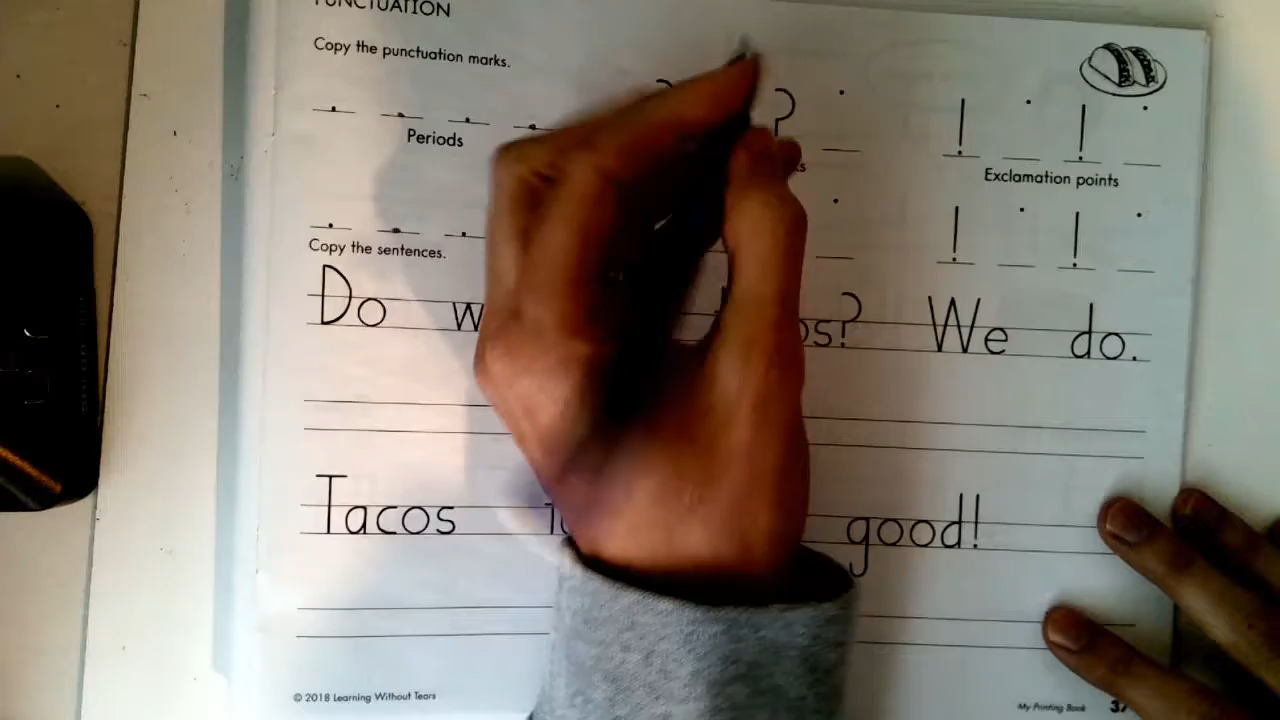 PUNCTUATION
Copy the punctuation marks.
. . . . ? ? ! !
Periods
Exclamation points
. . . ! !
Copy the sentences.
Do ? We do.
Tacos good!
© 2018 Learning Without Tears
My Printing Book 37